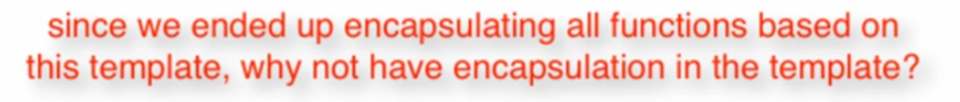 since we ended up encapsulating all functions based on
this template, why not have encapsulation in the template?